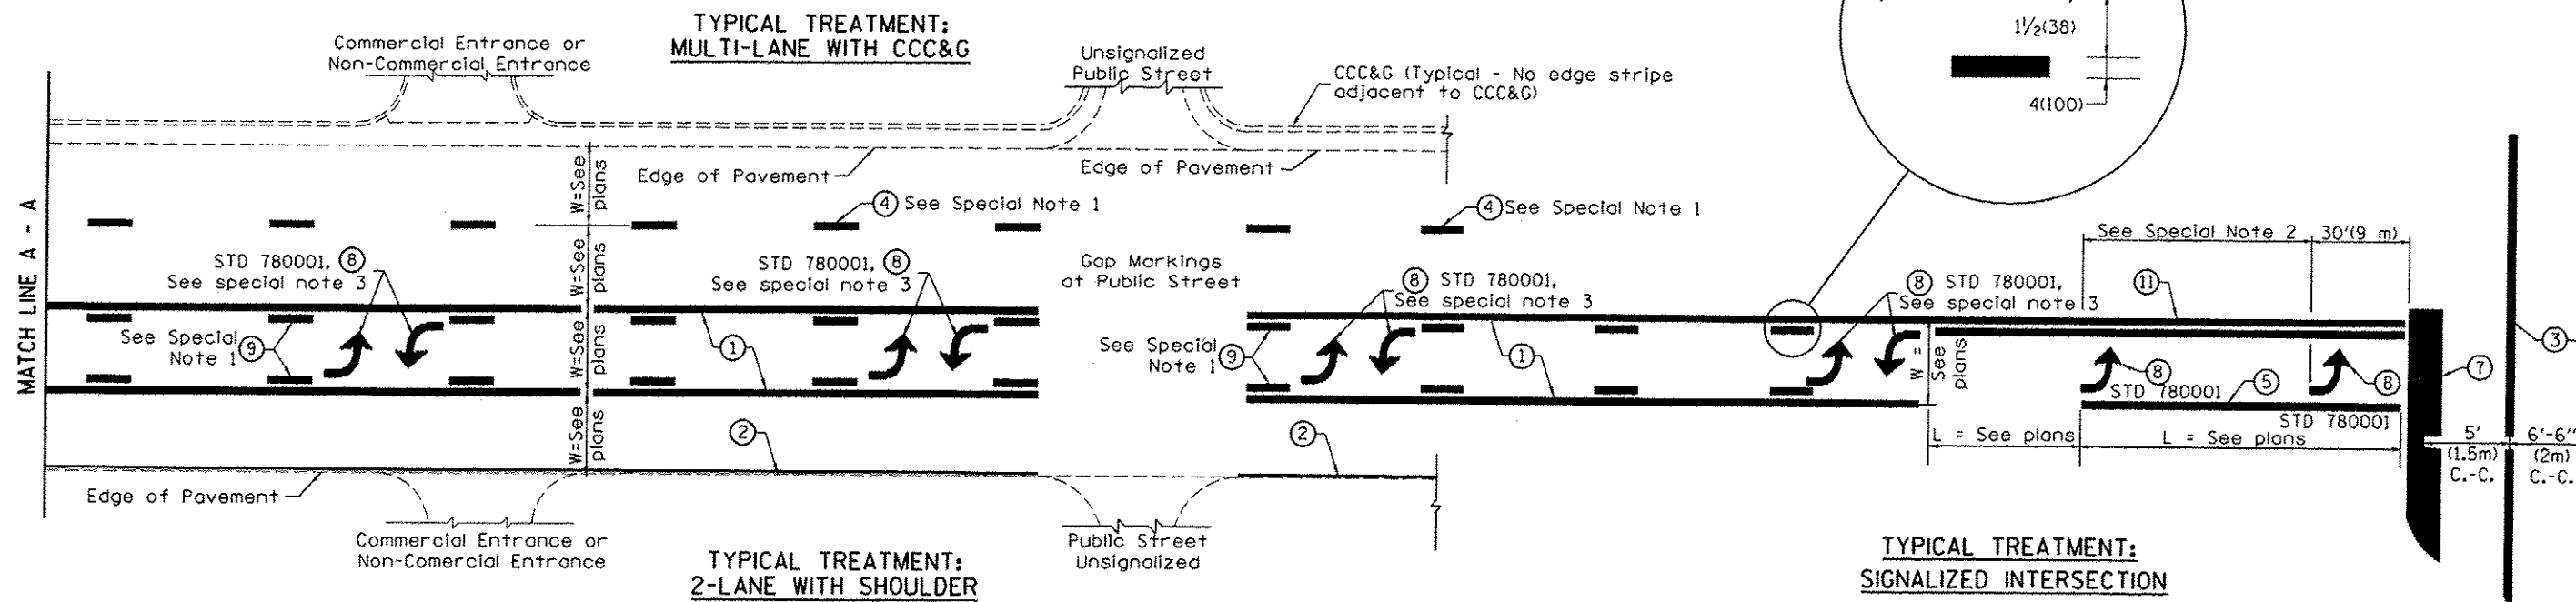 TYPICAL TREATMENT:
MULTI-LANE WITH CCC&G
Commercial Entrance or
Non-Commercial Entrance
Unsignalized
Public Street
CCC&G (Typical - No edge stripe
adjacent to CCC&G)
1½(38)
4(100)
MATCH LINE A - A
Edge of Pavement
Edge of Pavement
W=See
plans
W=See
plans
W=See
plans
W=See
plans
4 See Special Note 1
4 See Special Note 1
STD 780001, 8
See special note 3
STD 780001, 8
See special note 3
Gap Markings
at Public Street
8 STD 780001,
See special note 3
8 STD 780001,
See special note 3
See Special Note 2
30'(9 m)
11
3
See Special
Note 1 9
1
See Special
Note 1 9
1
W =
See
plans
8
STD 780001
5
8
7
STD 780001
2
2
L = See plans
L = See plans
5'
(1.5m)
C.-C.
6'-6"
(2m)
C.-C.
Edge of Pavement
Commercial Entrance or
Non-Comercial Entrance
Public Street
Unsignalized
TYPICAL TREATMENT:
2-LANE WITH SHOULDER
TYPICAL TREATMENT:
SIGNALIZED INTERSECTION